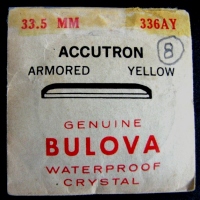 33.5 MM 336AY
ACCUTRON
8
ARMORED YELLOW
GENUINE
BULOVA
WATERPROOF
CRYSTAL